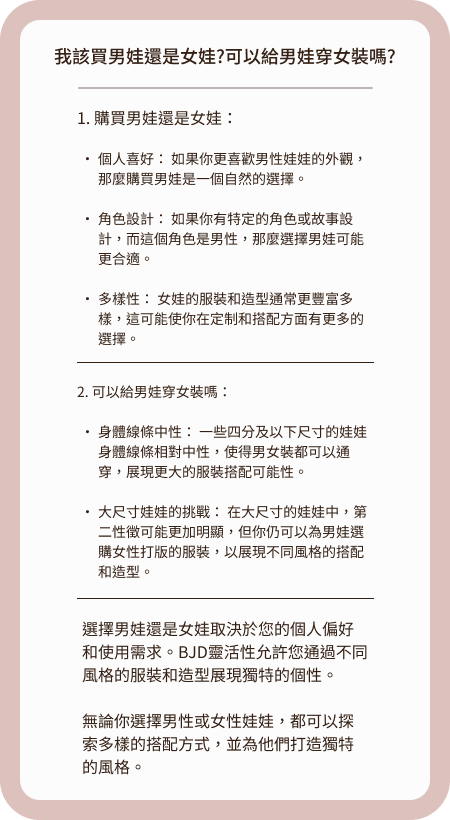 我該買男娃還是女娃?可以給男娃穿女裝嗎?
1. 購買男娃還是女娃：
• 個人喜好： 如果你更喜歡男性娃娃的外觀，
那麼購買男娃是一個自然的選擇。
• 角色設計： 如果你有特定的角色或故事設
計，而這個角色是男性，那麼選擇男娃可能
更合適。
• 多樣性： 女娃的服裝和造型通常更豐富多
樣，這可能使你在定制和搭配方面有更多的
選擇。
2. 可以給男娃穿女裝嗎：
• 身體線條中性： 一些四分及以下尺寸的娃娃
身體線條相對中性，使得男女裝都可以通
穿，展現更大的服裝搭配可能性。
• 大尺寸娃娃的挑戰： 在大尺寸的娃娃中，第
二性徵可能更加明顯，但你仍可以為男娃選
購女性打版的服裝，以展現不同風格的搭配
和造型。
選擇男娃還是女娃取決於您的個人偏好
和使用需求。BJD靈活性允許您通過不同
風格的服裝和造型展現獨特的個性。
無論你選擇男性或女性娃娃，都可以探
索多樣的搭配方式，並為他們打造獨特
的風格。